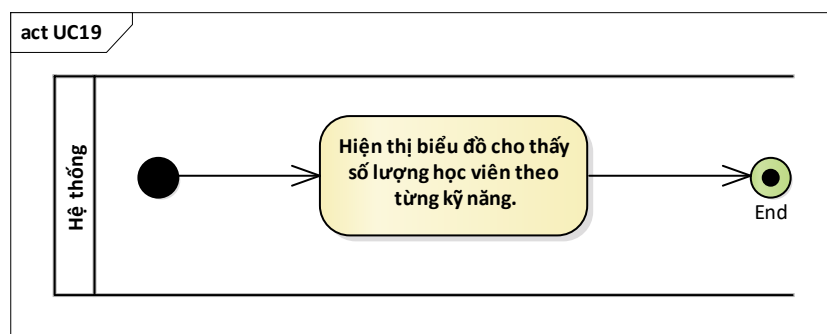 act UC19
Hệ thống
Hiện thị biểu đồ cho thấy
số lượng học viên theo
từng kỹ năng.
End